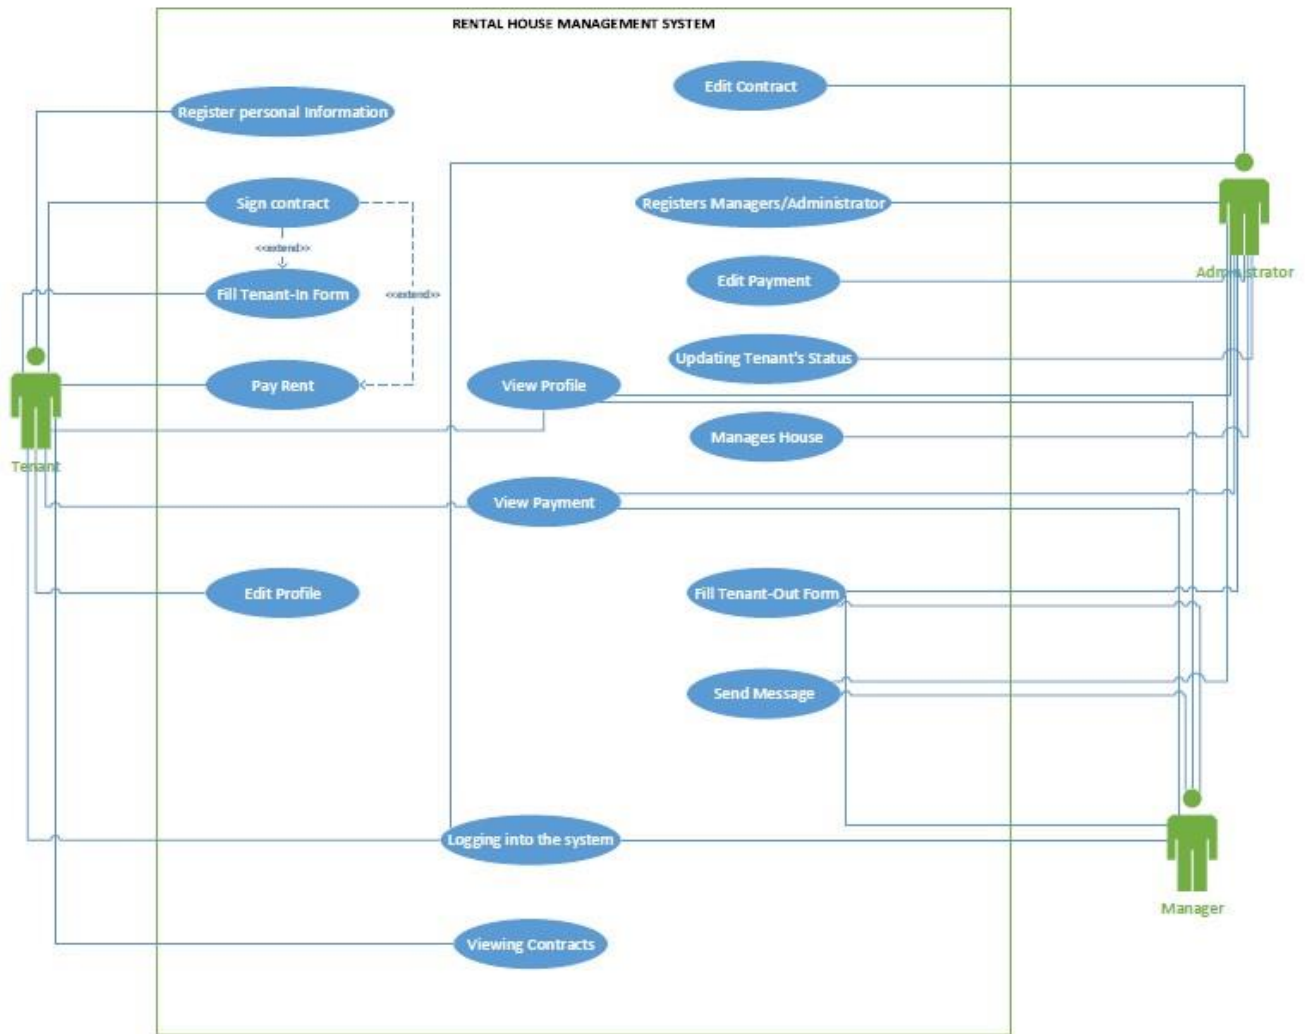 RENTAL HOUSE MANAGEMENT SYSTEM
Edit Contract
Register personal Information
Sign contract
Registers Managers/Administrator
<<extend>>
Administrator
Edit Payment
Fill Tenant-In Form
<<extend>>
Updating Tenant's Status
Pay Rent
View Profile
Manages House
Tenant
View Payment
Edit Profile
Fill Tenant-Out Form
Send Message
Logging into the system
Manager
Viewing Contracts